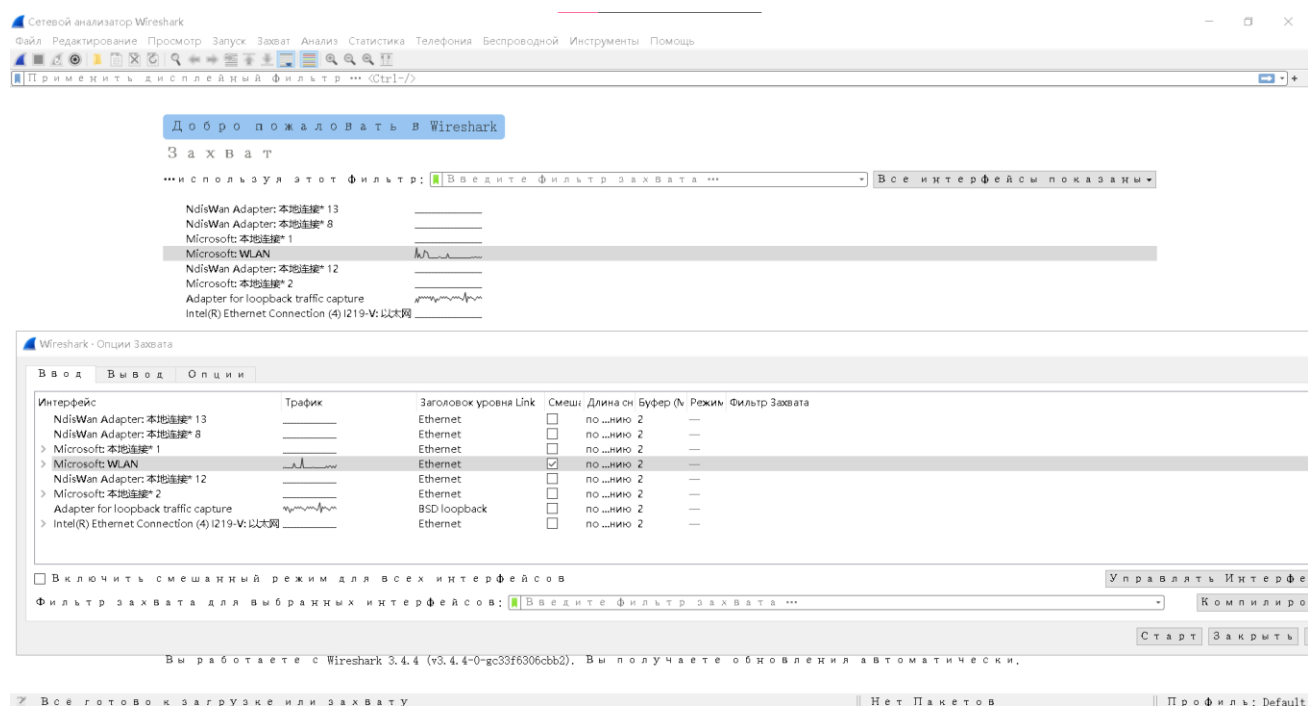 Сетевой анализатор Wireshark
Файл Редактирование Просмотр Запуск Захват Анализ Статистика Телефония Беспроводной Инструменты Помощь
Применить дисплейный фильтр … <Ctrl-/>
Добро пожаловать в Wireshark
Захват
…используя этот фильтр: Введите фильтр захвата … Все интерфейсы показаны
NdisWan Adapter: 本地连接* 13
NdisWan Adapter: 本地连接* 8
Microsoft: 本地连接* 1
Microsoft: WLAN
NdisWan Adapter: 本地连接* 12
Microsoft: 本地连接* 2
Adapter for loopback traffic capture
Intel(R) Ethernet Connection (4) I219-V: 以太网
Wireshark - Опции Захвата
Ввод Вывод Опции
Интерфейс Трафик Заголовок уровня Link Смеша Длина сн Буфер (М Режим Фильтр Захвата
NdisWan Adapter: 本地连接* 13 Ethernet по ...нию 2 —
NdisWan Adapter: 本地连接* 8 Ethernet по ...нию 2 —
Microsoft: 本地连接* 1 Ethernet по ...нию 2 —
Microsoft: WLAN Ethernet по ...нию 2 —
NdisWan Adapter: 本地连接* 12 Ethernet по ...нию 2 —
Microsoft: 本地连接* 2 Ethernet по ...нию 2 —
Adapter for loopback traffic capture BSD loopback по ...нию 2 —
Intel(R) Ethernet Connection (4) I219-V: 以太网 Ethernet по ...нию 2 —
Включить смешанный режим для всех интерфейсов Управлять Интерфе
Фильтр захвата для выбранных интерфейсов: Введите фильтр захвата … Компилиро
Старт Закрыть
Вы работаете с Wireshark 3.4.4 (v3.4.4-0-gc33f6306cbb2). Вы получаете обновления автоматически.
Всё готово к загрузке или захвату Нет Пакетов Профиль: Default